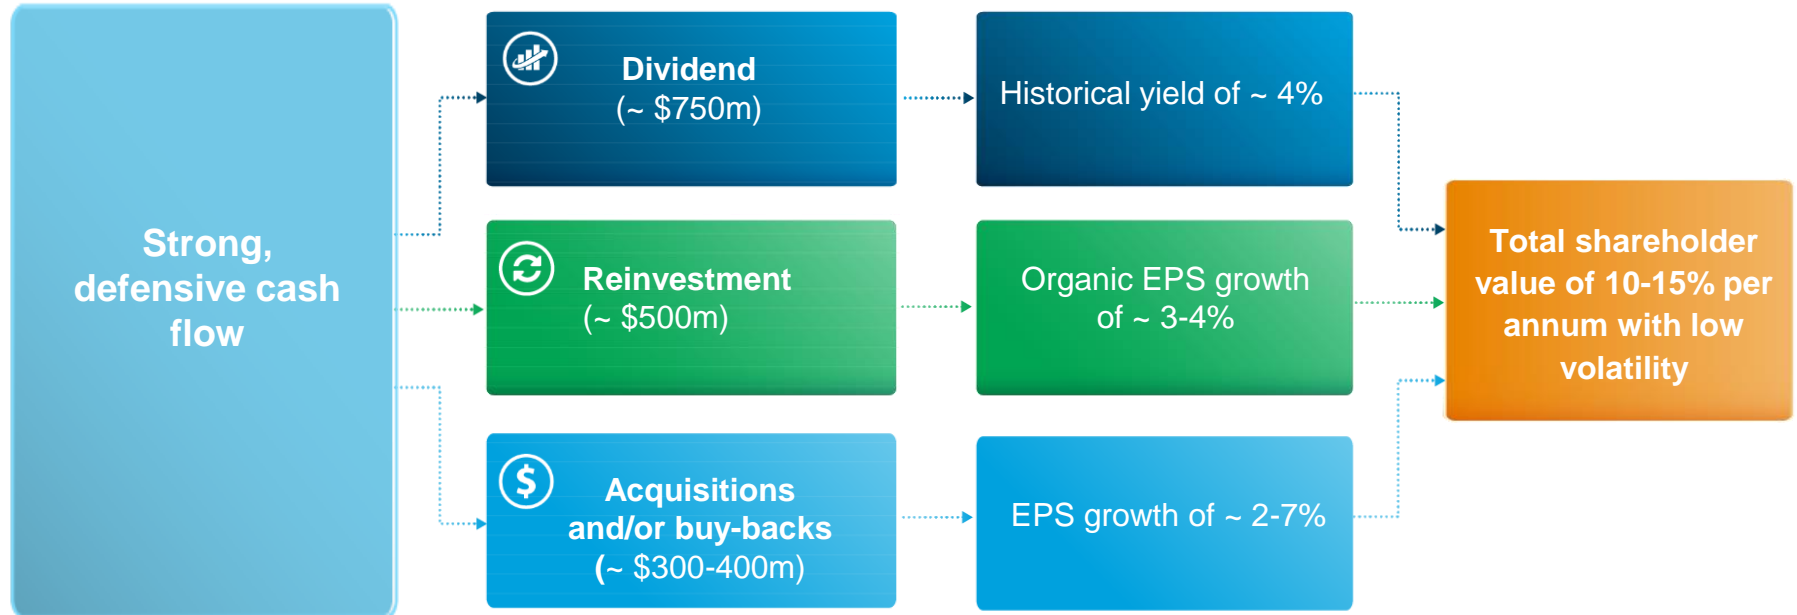 Strong,
defensive cash
flow
Dividend
(~ $750m)
Historical yield of ~ 4%
Reinvestment
(~ $500m)
Organic EPS growth
of ~ 3-4%
Acquisitions
and/or buy-backs
(~ $300-400m)
EPS growth of ~ 2-7%
Total shareholder
value of 10-15% per
annum with low
volatility